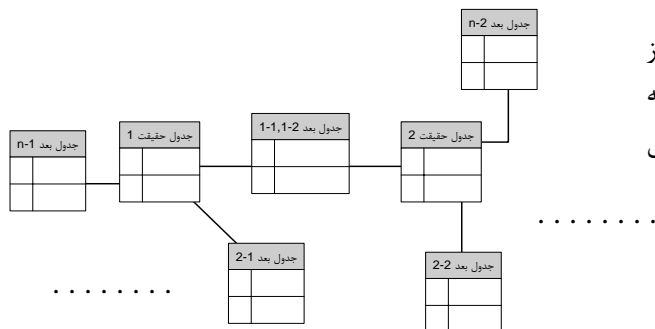 جدول بعد n-2
ز
ه
جدول بعد 1-1,1-2
جدول حقیقت 1
جدول حقیقت 2
جدول بعد n-1
جدول بعد 2-1
جدول بعد 2-2
. . . . . . . . .
. . . . . . . .